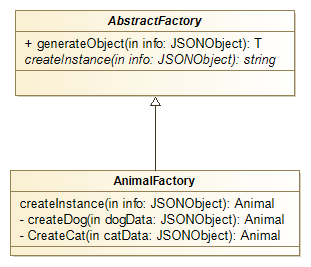 AbstractFactory
+ generateObject(in info: JSONObject): T
createInstance(in info: JSONObject): string
AnimalFactory
createInstance(in info: JSONObject): Animal
- createDog(in dogData: JSONObject): Animal
- CreateCat(in catData: JSONObject): Animal